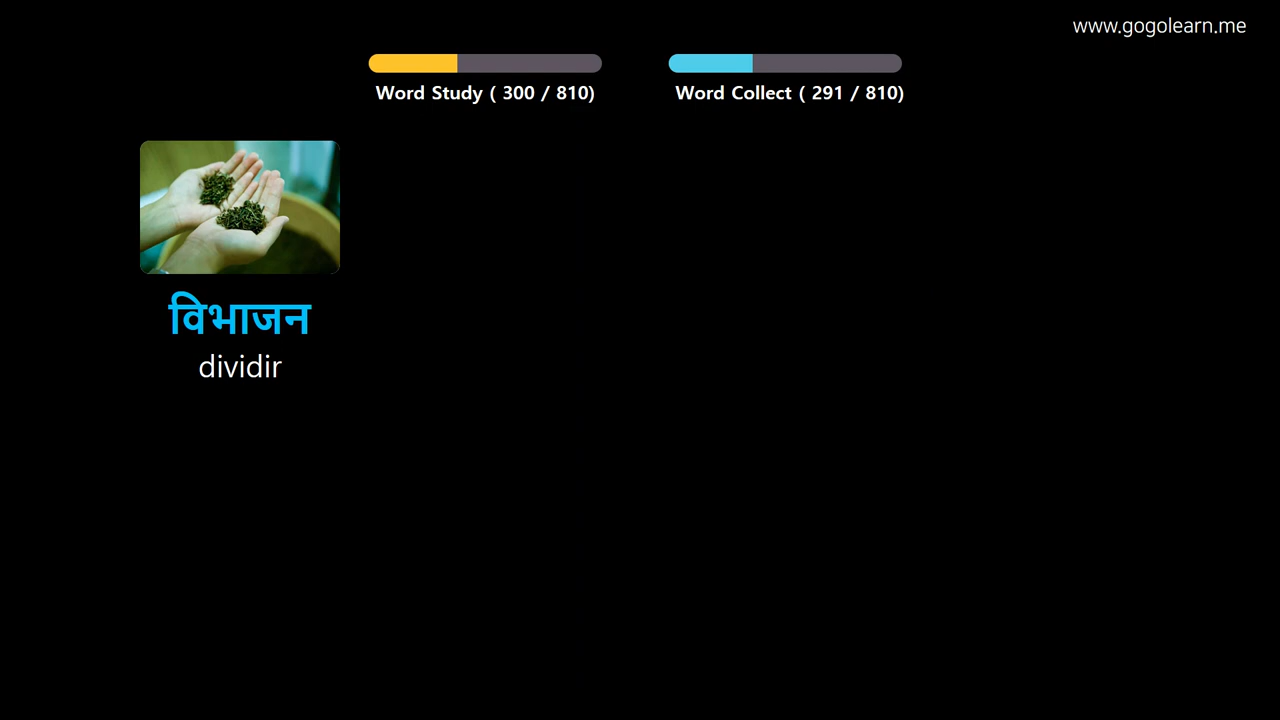 www.gogolearn.me
Word Study ( 300 / 810)
Word Collect ( 291 / 810)
विभाजन
dividir